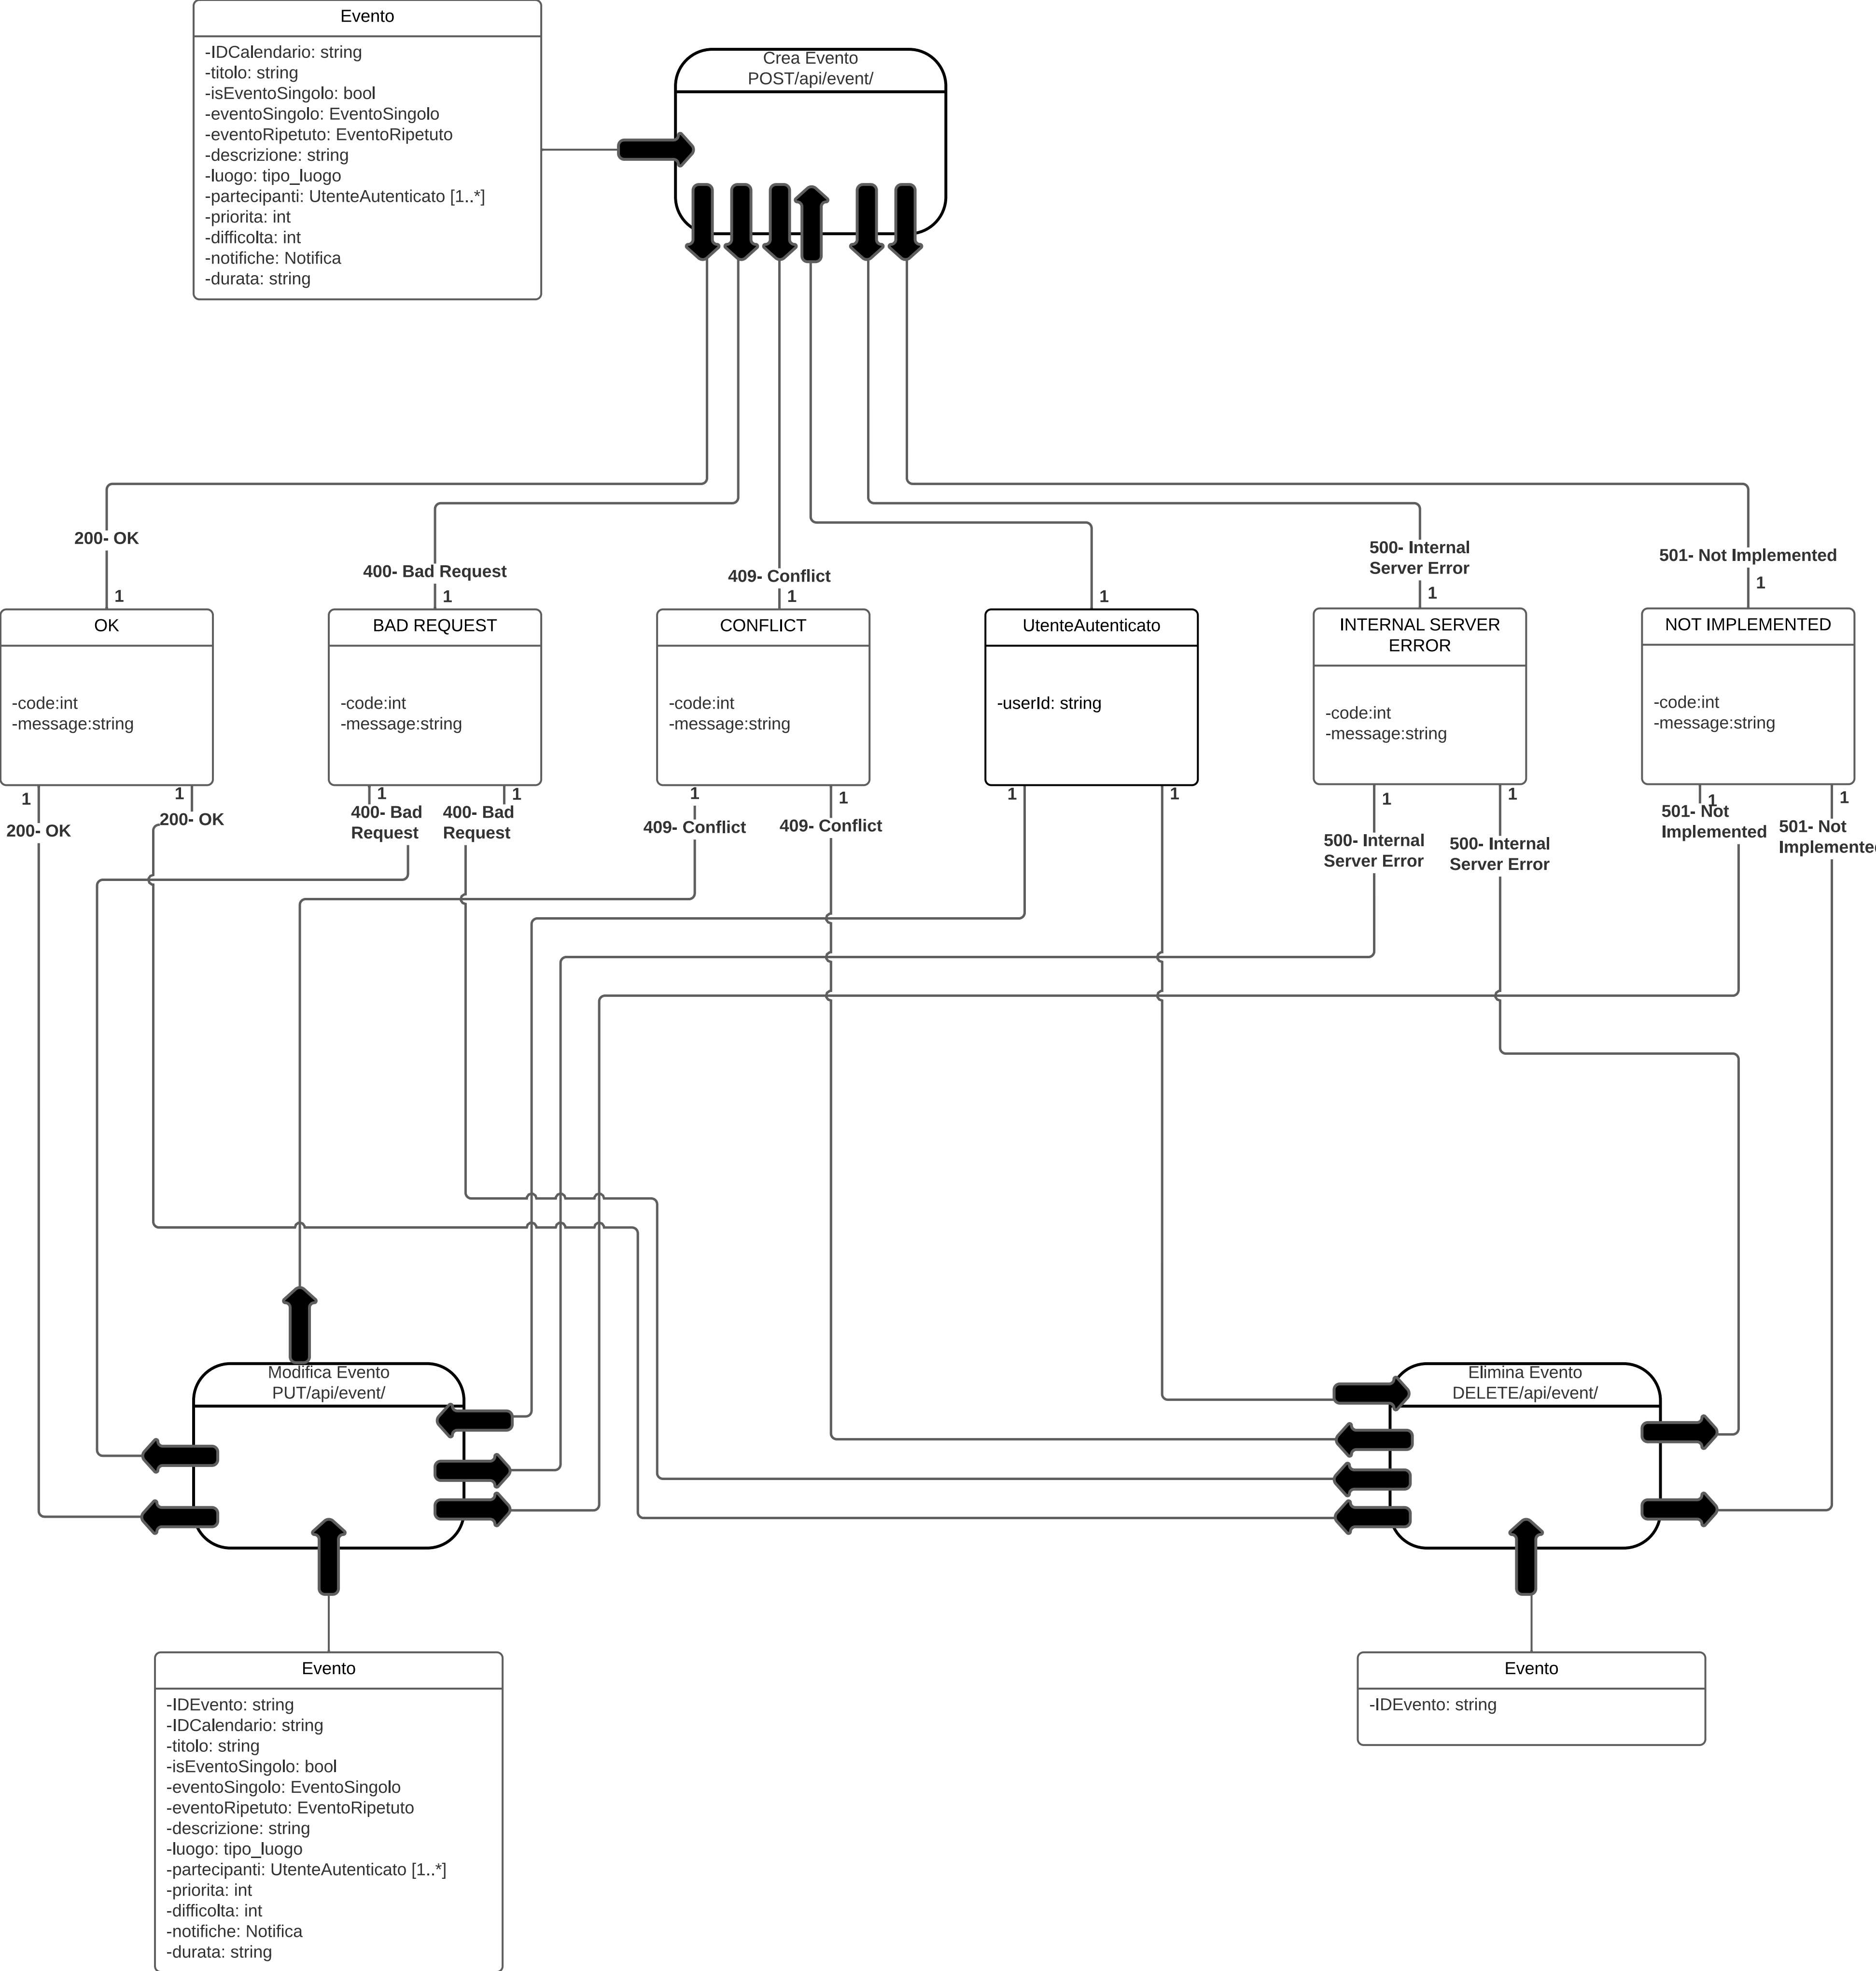 Evento
-IDCalendario: string
-titolo: string
-isEventoSingolo: bool
-eventoSingolo: EventoSingolo
-eventoRipetuto: EventoRipetuto
-descrizione: string
-luogo: tipo_luogo
-partecipanti: UtenteAutenticato [1..*]
-priorita: int
-difficolta: int
-notifiche: Notifica
-durata: string
Crea Evento
POST/api/event/
200- OK
1
400- Bad Request
1
409- Conflict
1
1
500- Internal
Server Error
1
501- Not Implemented
1
OK
-code:int
-message:string
BAD REQUEST
-code:int
-message:string
CONFLICT
-code:int
-message:string
UtenteAutenticato
-userId: string
INTERNAL SERVER
ERROR
-code:int
-message:string
NOT IMPLEMENTED
-code:int
-message:string
1
200- OK
1
200- OK
1
400- Bad
Request
1
400- Bad
Request
1
409- Conflict
1
409- Conflict
1
1
1
500- Internal
Server Error
1
500- Internal
Server Error
1
501- Not
Implemented
1
501- Not
Implemented
Modifica Evento
PUT/api/event/
Elimina Evento
DELETE/api/event/
Evento
-IDEvento: string
-IDCalendario: string
-titolo: string
-isEventoSingolo: bool
-eventoSingolo: EventoSingolo
-eventoRipetuto: EventoRipetuto
-descrizione: string
-luogo: tipo_luogo
-partecipanti: UtenteAutenticato [1..*]
-priorita: int
-difficolta: int
-notifiche: Notifica
-durata: string
Evento
-IDEvento: string